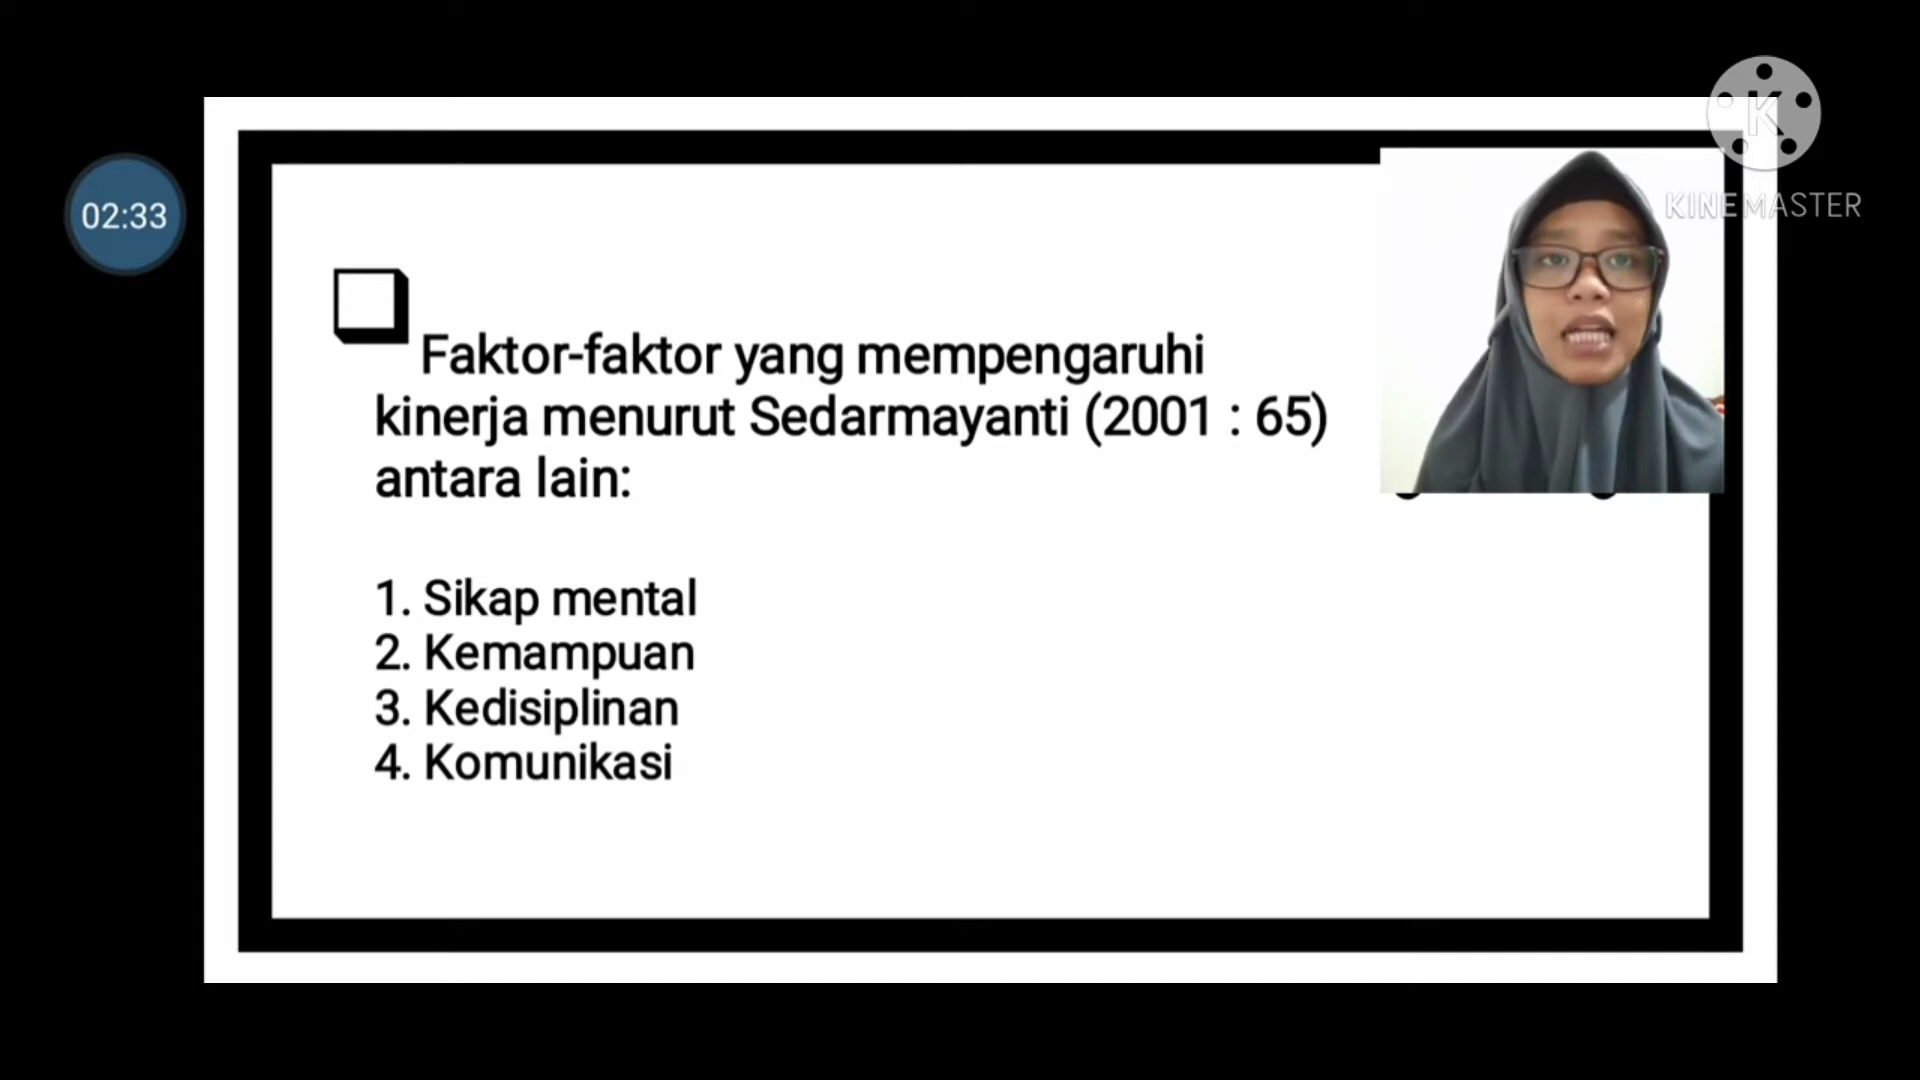 02:33
K
KINEMASTER
Faktor-faktor yang mempengaruhi
kinerja menurut Sedarmayanti (2001 : 65)
antara lain:
1. Sikap mental
2. Kemampuan
3. Kedisiplinan
4. Komunikasi